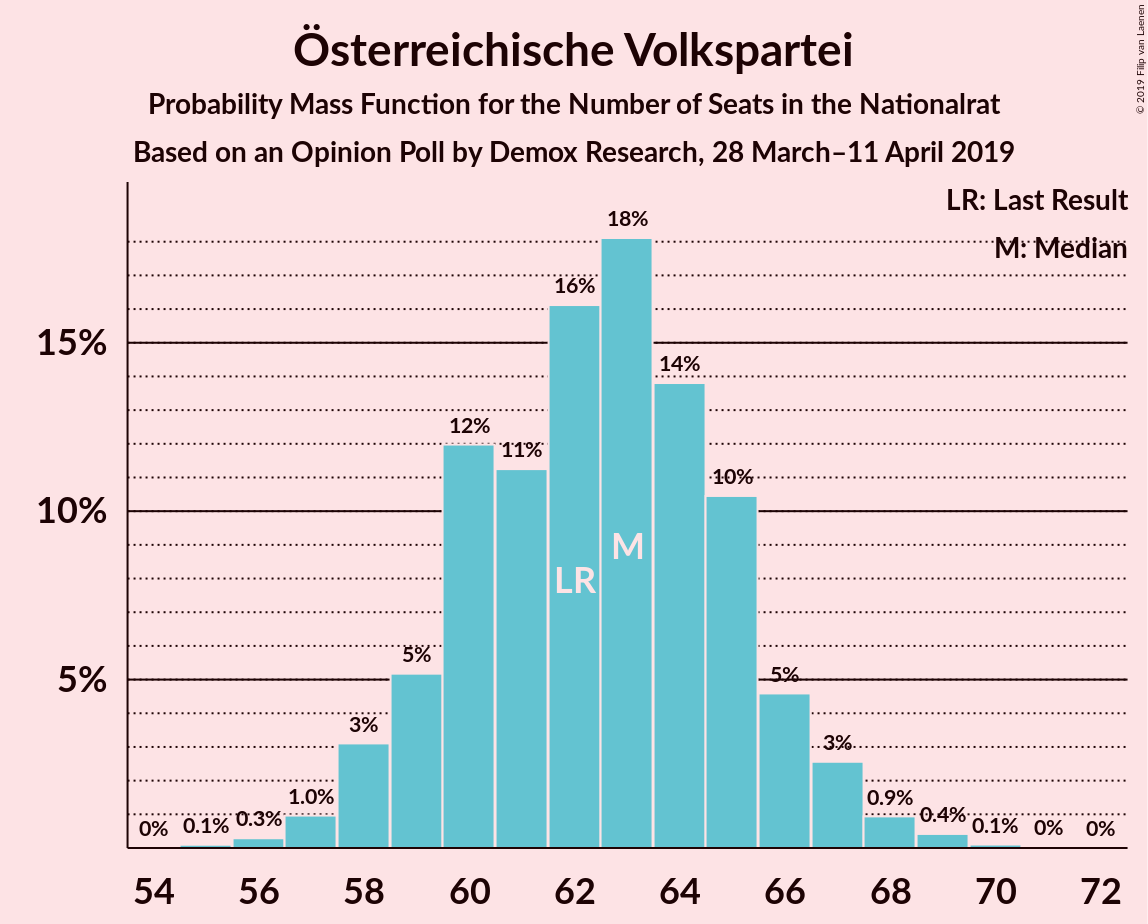 Österreichische Volkspartei
Probability Mass Function for the Number of Seats in the Nationalrat
Based on an Opinion Poll by Demox Research, 28 March–11 April 2019
© 2019 Filip van Laenen
LR: Last Result
M: Median
15%
10%
5%
0%
0.1%
0.3%
1.0%
3%
5%
12%
11%
16%
18%
14%
10%
5%
3%
0.9%
0.4%
0.1%
0%
0%
LR
M
54 56 58 60 62 64 66 68 70 72